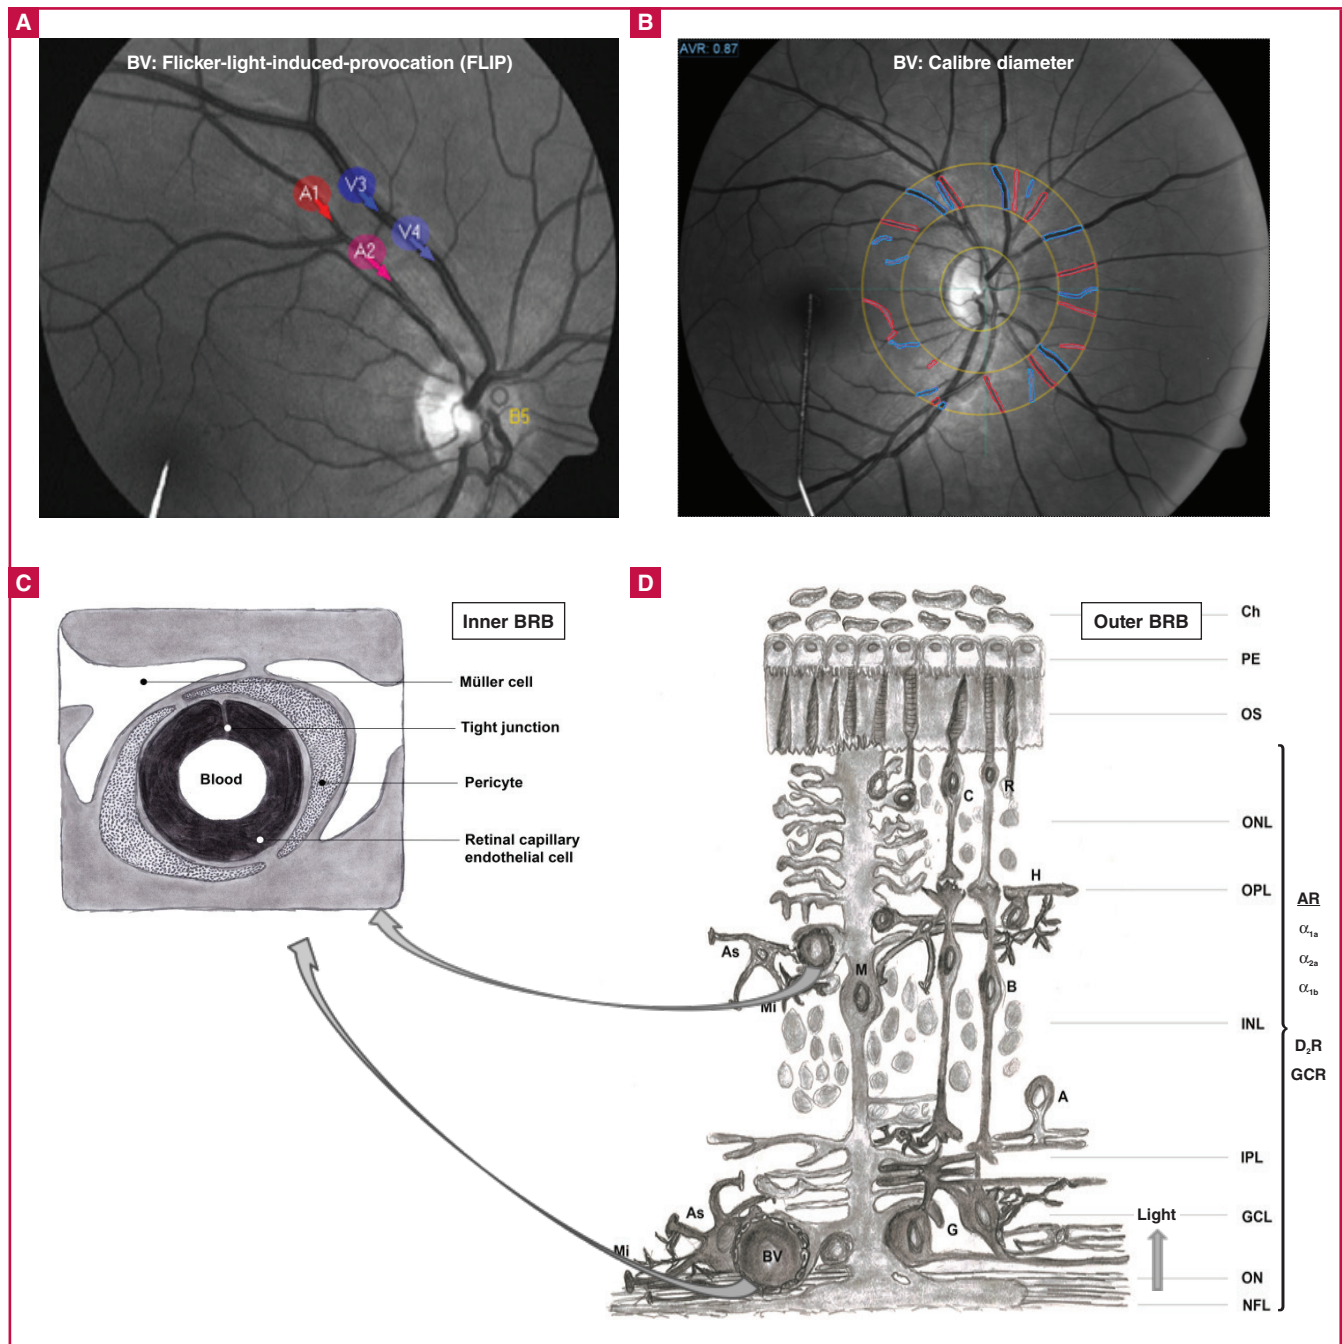 A
BV: Flicker-light-induced-provocation (FLIP)
A1
V3
A2
V4
B5
B
AVR: 0.87
BV: Calibre diameter
C
Inner BRB
Müller cell
Tight junction
Pericyte
Retinal capillary
endothelial cell
Blood
D
Outer BRB
Ch
PE
OS
C
R
ONL
H
OPL
As
M
Mi
B
INL
A
IPL
As
Light
GCL
G
Mi
BV
ON
NFL
AR
α1a
α2a
α1b
D2R
GCR